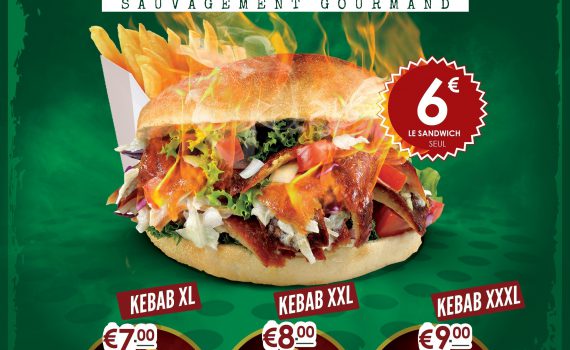 SAUVAGEMENT GOURMAND
6€
LE SANDWICH
SEUL
KEBAB XL
KEBAB XXL
KEBAB XXXL
€7.00
€8.00
€9.00